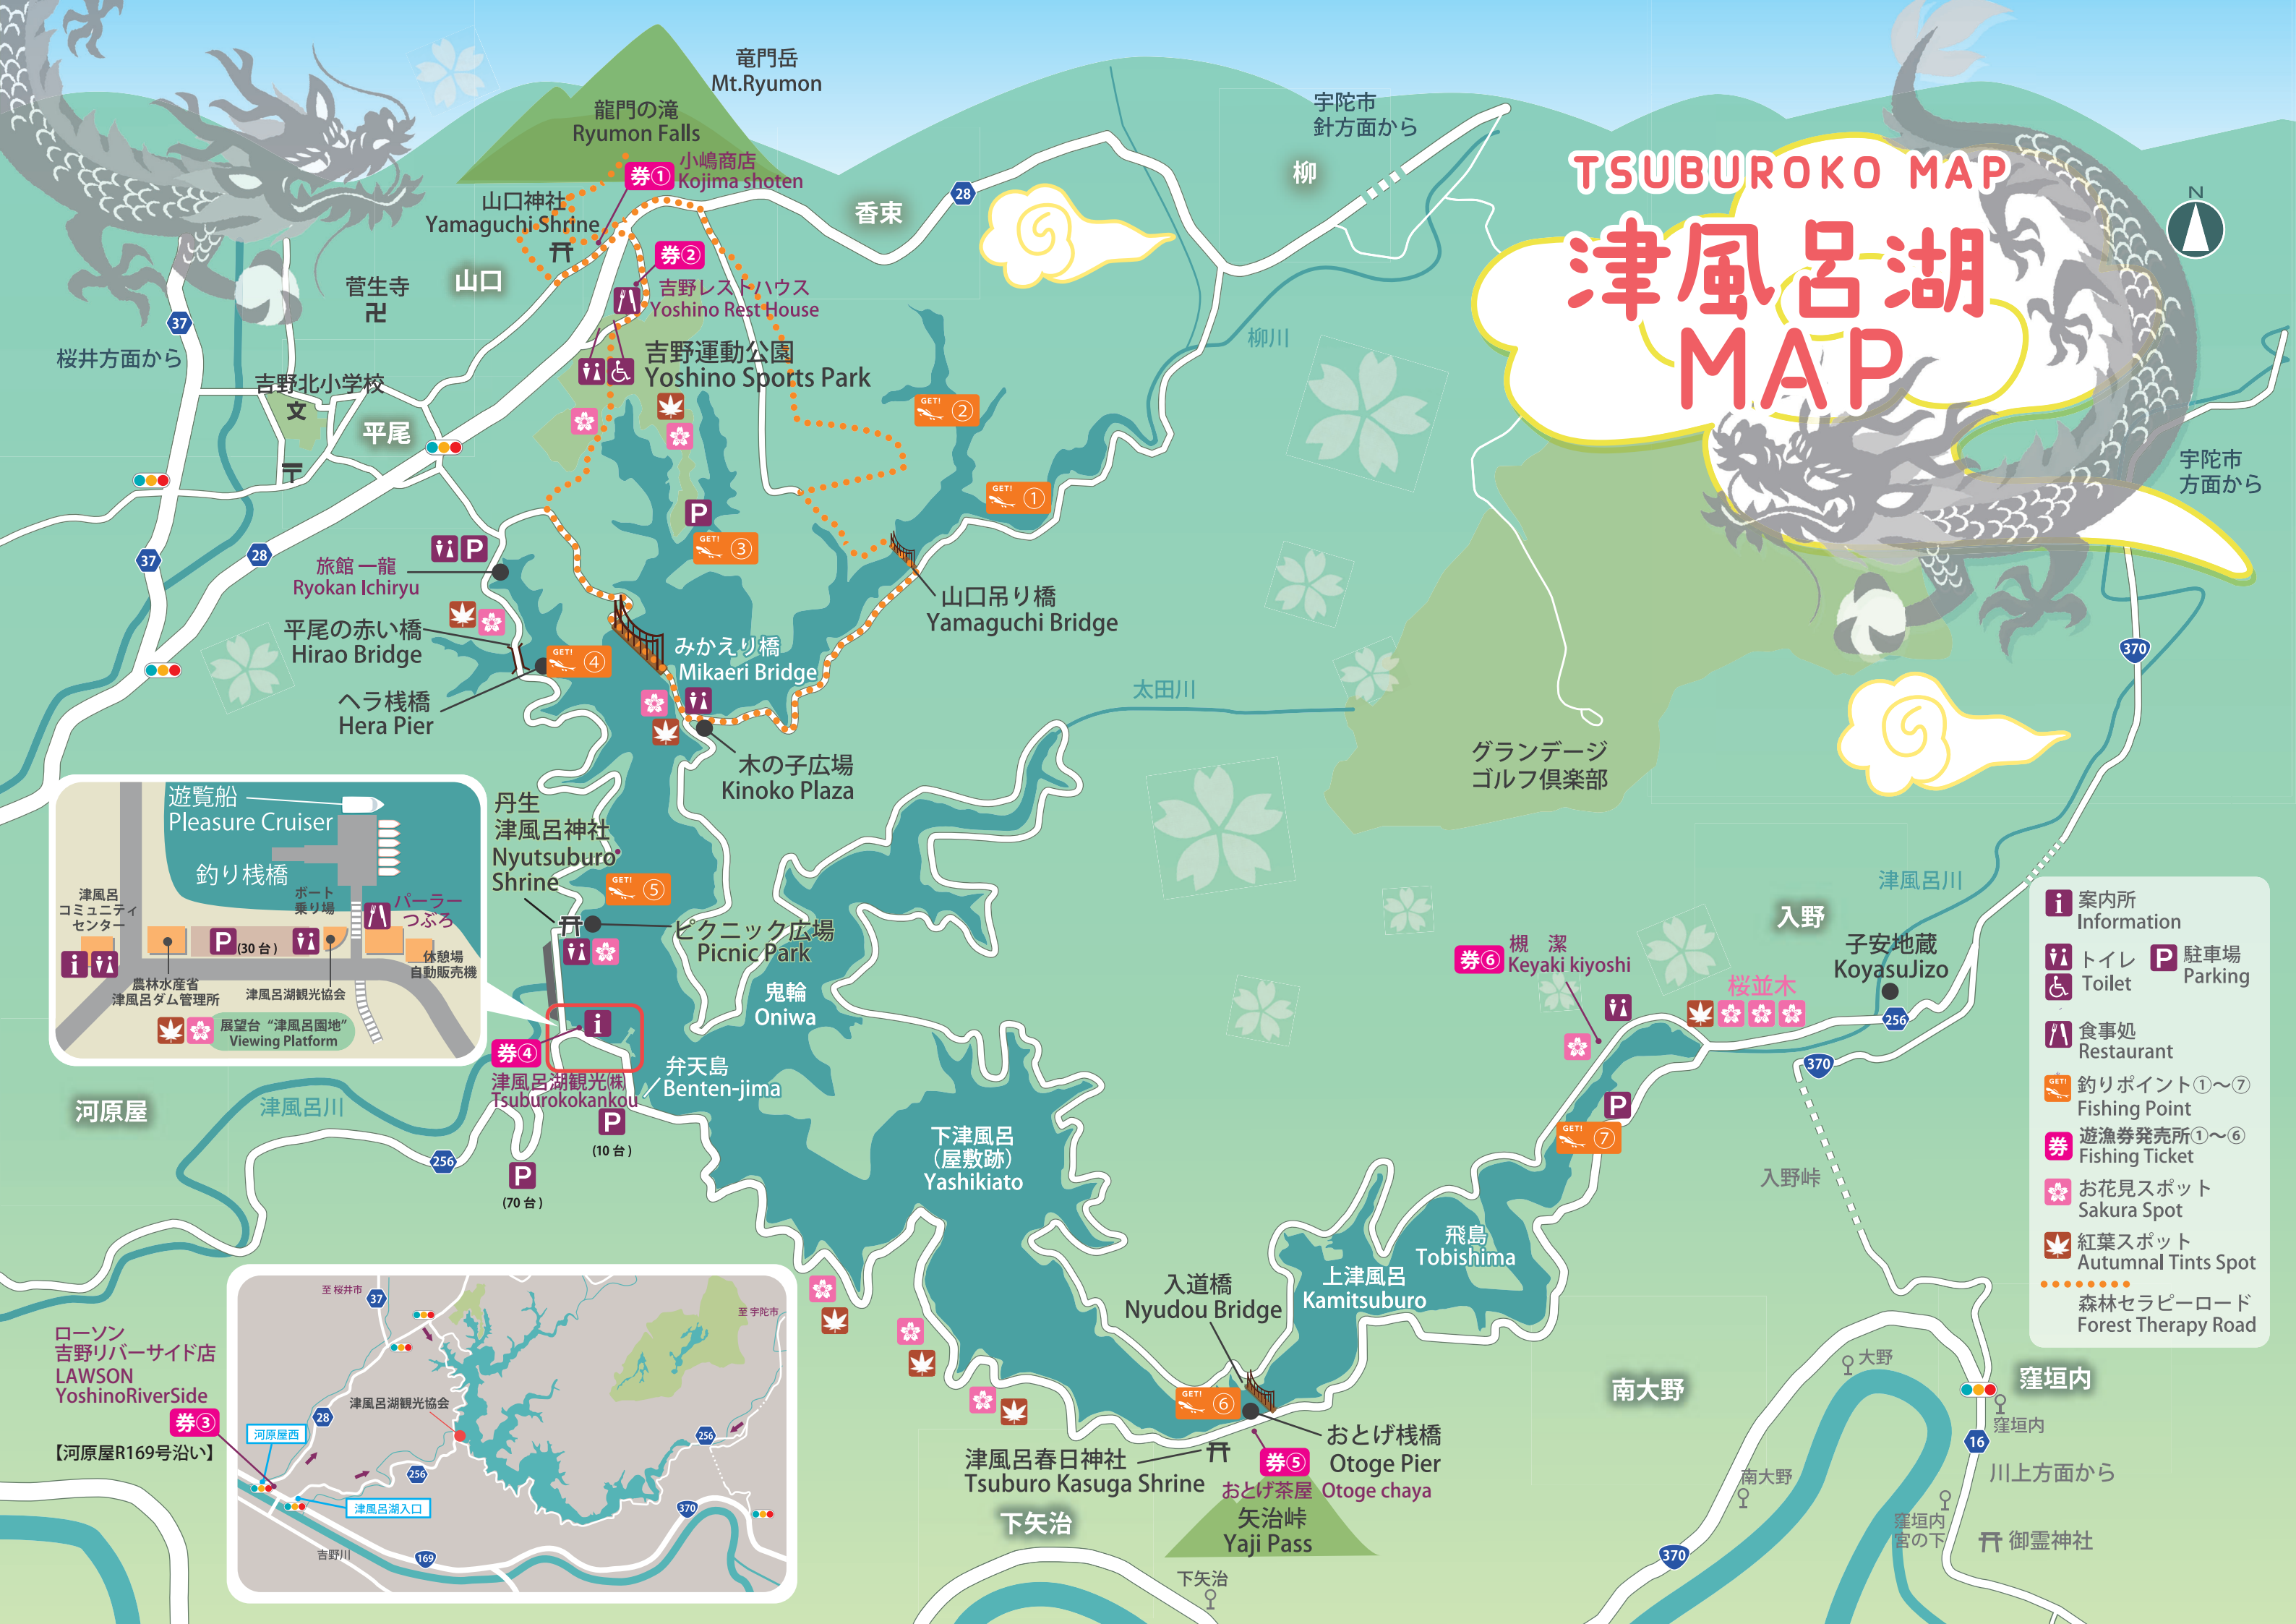 TSUBUROKO MAP
津風呂湖
MAP
N
竜門岳
Mt.Ryumon
龍門の滝
Ryumon Falls
券① 小嶋商店
Kojima shoten
山口神社
Yamaguchi Shrine
山口
菅生寺
卍
券②
吉野レストハウス
Yoshino Rest House
吉野運動公園
Yoshino Sports Park
香束
28
柳
宇陀市
針方面から
柳川
37
桜井方面から
吉野北小学校
文
平尾
〒
37
28
GET! ②
GET! ①
P
GET! ③
宇陀市
方面から
370
P
旅館 一龍
Ryokan Ichiryu
平尾の赤い橋
Hirao Bridge
ヘラ桟橋
Hera Pier
GET! ④
みかえり橋
Mikaeri Bridge
山口吊り橋
Yamaguchi Bridge
太田川
木の子広場
Kinoko Plaza
グランデージ
ゴルフ倶楽部
丹生
津風呂神社
Nyutsuburo
Shrine
GET! ⑤
ピクニック広場
Picnic Park
鬼輪
Oniwa
遊覧船
Pleasure Cruiser
釣り桟橋
津風呂
コミュニティ
センター
ボート
乗り場
パーラー
つぶろ
P (30台)
i
休憩場
自動販売機
農林水産省
津風呂ダム管理所
津風呂湖観光協会
展望台 “津風呂園地”
Viewing Platform
i
券④
津風呂湖観光㈱
Tsuburokokankou
弁天島
Benten-jima
P
(10台)
P
(70台)
256
河原屋
津風呂川
下津風呂
(屋敷跡)
Yashikiato
津風呂川
入野
子安地蔵
KoyasuJizo
券⑥ 槻 潔
Keyaki kiyoshi
桜並木
256
370
P
GET! ⑦
入野峠
飛鳥
Tobishima
上津風呂
Kamitsuburo
入道橋
Nyudou Bridge
GET! ⑥
おとげ桟橋
Otoge Pier
津風呂春日神社
Tsuburo Kasuga Shrine
券⑤
おとげ茶屋 Otoge chaya
矢治峠
Yaji Pass
下矢治
下矢治
南大野
大野
窪垣内
窪垣内
16
川上方面から
南大野
窪垣内
宮の下
御霊神社
370
i 案内所
Information
トイレ
Toilet
P 駐車場
Parking
食事処
Restaurant
GET! 釣りポイント①～⑦
Fishing Point
券 遊漁券発売所①～⑥
Fishing Ticket
お花見スポット
Sakura Spot
紅葉スポット
Autumnal Tints Spot
森林セラピーロード
Forest Therapy Road
ローソン
吉野リバーサイド店
LAWSON
YoshinoRiverSide
券③
【河原屋R169号沿い】
至 桜井市
37
至 宇陀市
津風呂湖観光協会
28
河原屋西
256
256
津風呂湖入口
370
169
吉野川